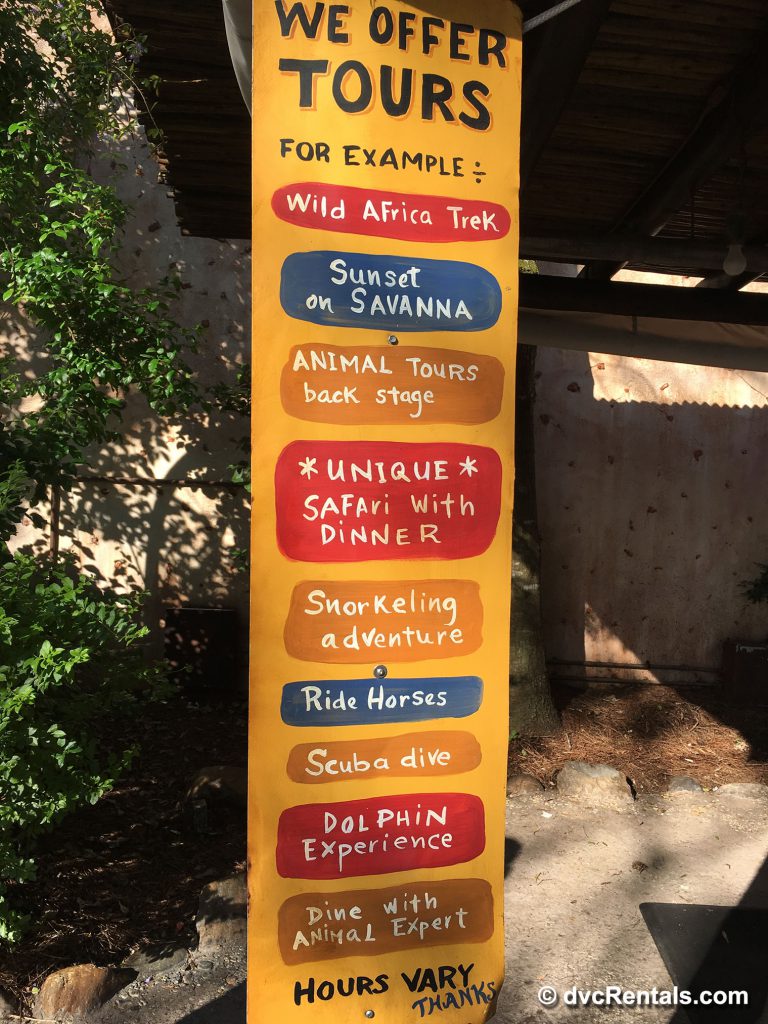 WE OFFER
TOURS
FOR EXAMPLE ÷
Wild AFricA TreK
Sunset
on SAVANNA
ANIMAL TOURS
back stage
*UNIQUE*
SAFAri With
DiNNER
SnorKeling
adventure
Ride Horses
Scuba dive
DOLPHIN
Experience
Dine with
ANiMAL Expert
HOURS VARY
THANKS
© dvcRentals.com